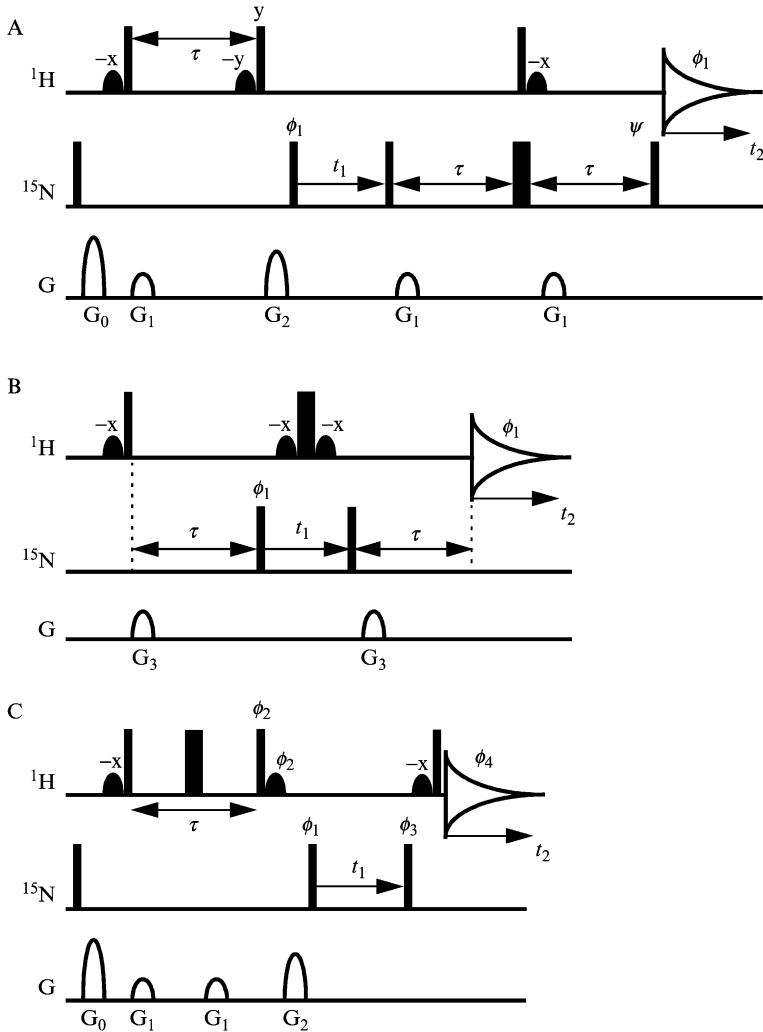 A
y
−x
τ
−y
−x
ϕ₁
¹H
t₂
ϕ₁
ψ
t₁
τ
τ
¹⁵N
G
G₀
G₁
G₂
G₁
G₁
B
−x
−x
−x
ϕ₁
¹H
t₂
ϕ₁
τ
t₁
τ
¹⁵N
G
G₃
G₃
C
ϕ₂
−x
ϕ₂
−x
ϕ₄
¹H
τ
t₂
ϕ₁
ϕ₃
t₁
¹⁵N
G
G₀
G₁
G₁
G₂